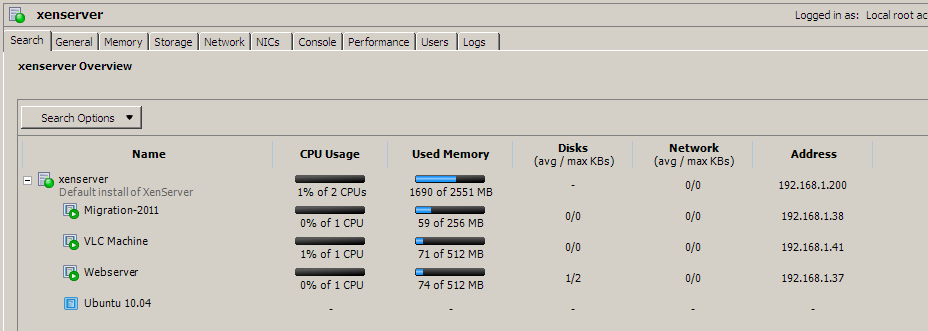 xenserver
Logged in as: Local root ac
Search General Memory Storage Network NICs Console Performance Users Logs
xenserver Overview
Search Options
Name CPU Usage Used Memory Disks (avg / max KBs) Network (avg / max KBs) Address
xenserver
Default install of XenServer
1% of 2 CPUs 1690 of 2551 MB - 0/0 192.168.1.200
Migration-2011 0% of 1 CPU 59 of 256 MB 0/0 0/0 192.168.1.38
VLC Machine 1% of 1 CPU 71 of 512 MB 0/0 0/0 192.168.1.41
Webserver 0% of 1 CPU 74 of 512 MB 1/2 0/0 192.168.1.37
Ubuntu 10.04 - - - - -